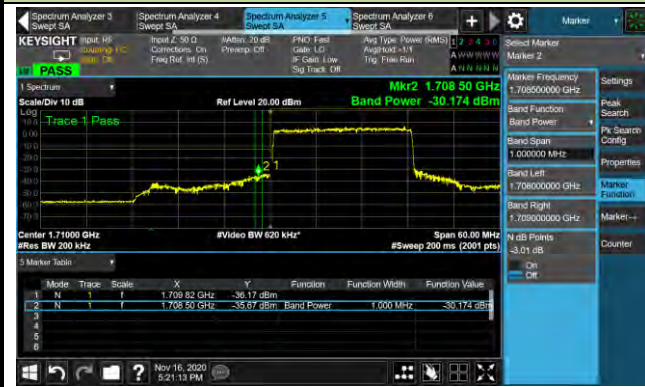 Spectrum Analyzer 3
Swept SA
Spectrum Analyzer 4
Swept SA
Spectrum Analyzer 5
Swept SA
Spectrum Analyzer 6
Swept SA
Marker
KEYSIGHT
Input: RF
Input Z: 50 Ω
Corrections: On
Freq Ref: Int (S)
#Atten: 20 dB
Preamp: Off
PNO: Fast
Gate: LO
IF Gain: Low
Sig Track: Off
Avg Type: Power (RMS)
Avg|Hold: >1/1
Trig: Free Run
1 2 3 4 5 6
A W W W W W
A N N N N N
PASS
Select Marker
Marker 2
1 Spectrum
Mkr2 1.708 50 GHz
Scale/Div 10 dB
Ref Level 20.00 dBm
Band Power -30.174 dBm
Log
Trace 1 Pass
2 1
Center 1.71000 GHz
#Video BW 620 kHz*
Span 60.00 MHz
#Res BW 200 kHz
#Sweep 200 ms (2001 pts)
5 Marker Table
Mode Trace Scale X Y Function Function Width Function Value
1 N 1 f 1.709 82 GHz -36.17 dBm
2 N 1 f 1.708 50 GHz -35.67 dBm Band Power 1.000 MHz -30.174 dBm
3
4
5
6
Marker Frequency
1.708500000 GHz
Band Function
Band Power
Band Span
1.000000 MHz
Band Left
1.708000000 GHz
Band Right
1.709000000 GHz
N dB Points
-3.01 dB
On
Off
Settings
Peak
Search
Pk Search
Config
Properties
Marker
Function
Marker→
Counter
Nov 16, 2020
5:21:13 PM